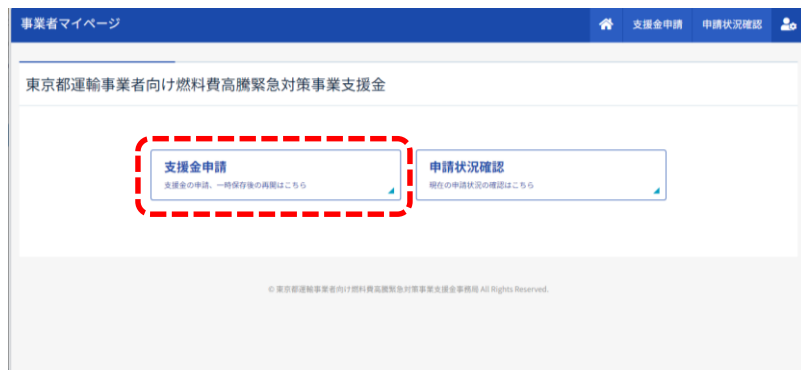 事業者マイページ
支援金申請
申請状況確認
東京都運輸事業者向け燃料費高騰緊急対策事業支援金
支援金申請
支援金の申請、一時保存後の再開はこちら
申請状況確認
現在の申請状況の確認はこちら
© 東京都運輸事業者向け燃料費高騰緊急対策事業支援金事務局 All Rights Reserved.